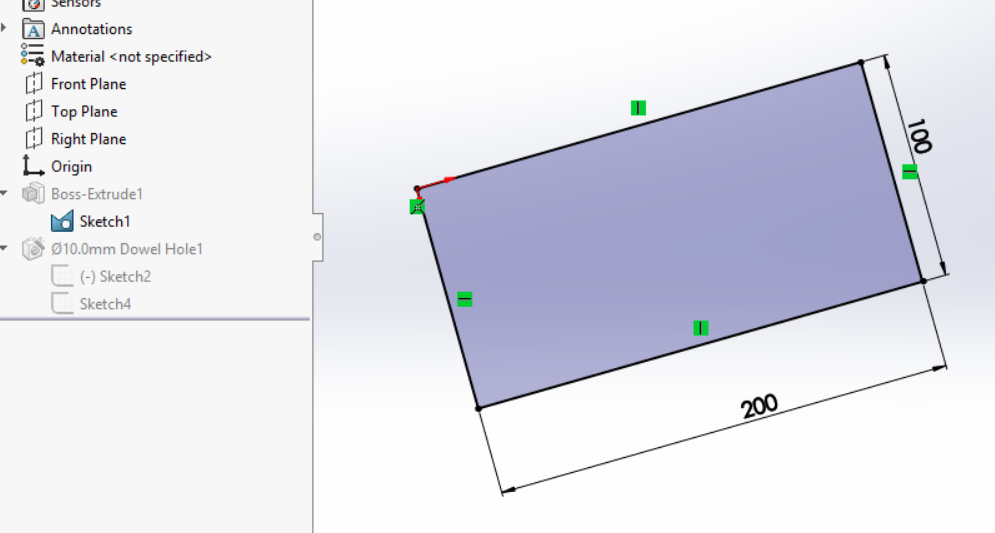 Sensors
Annotations
Material <not specified>
Front Plane
Top Plane
Right Plane
Origin
Boss-Extrude1
Sketch1
Ø10.0mm Dowel Hole1
(-) Sketch2
Sketch4
100
200